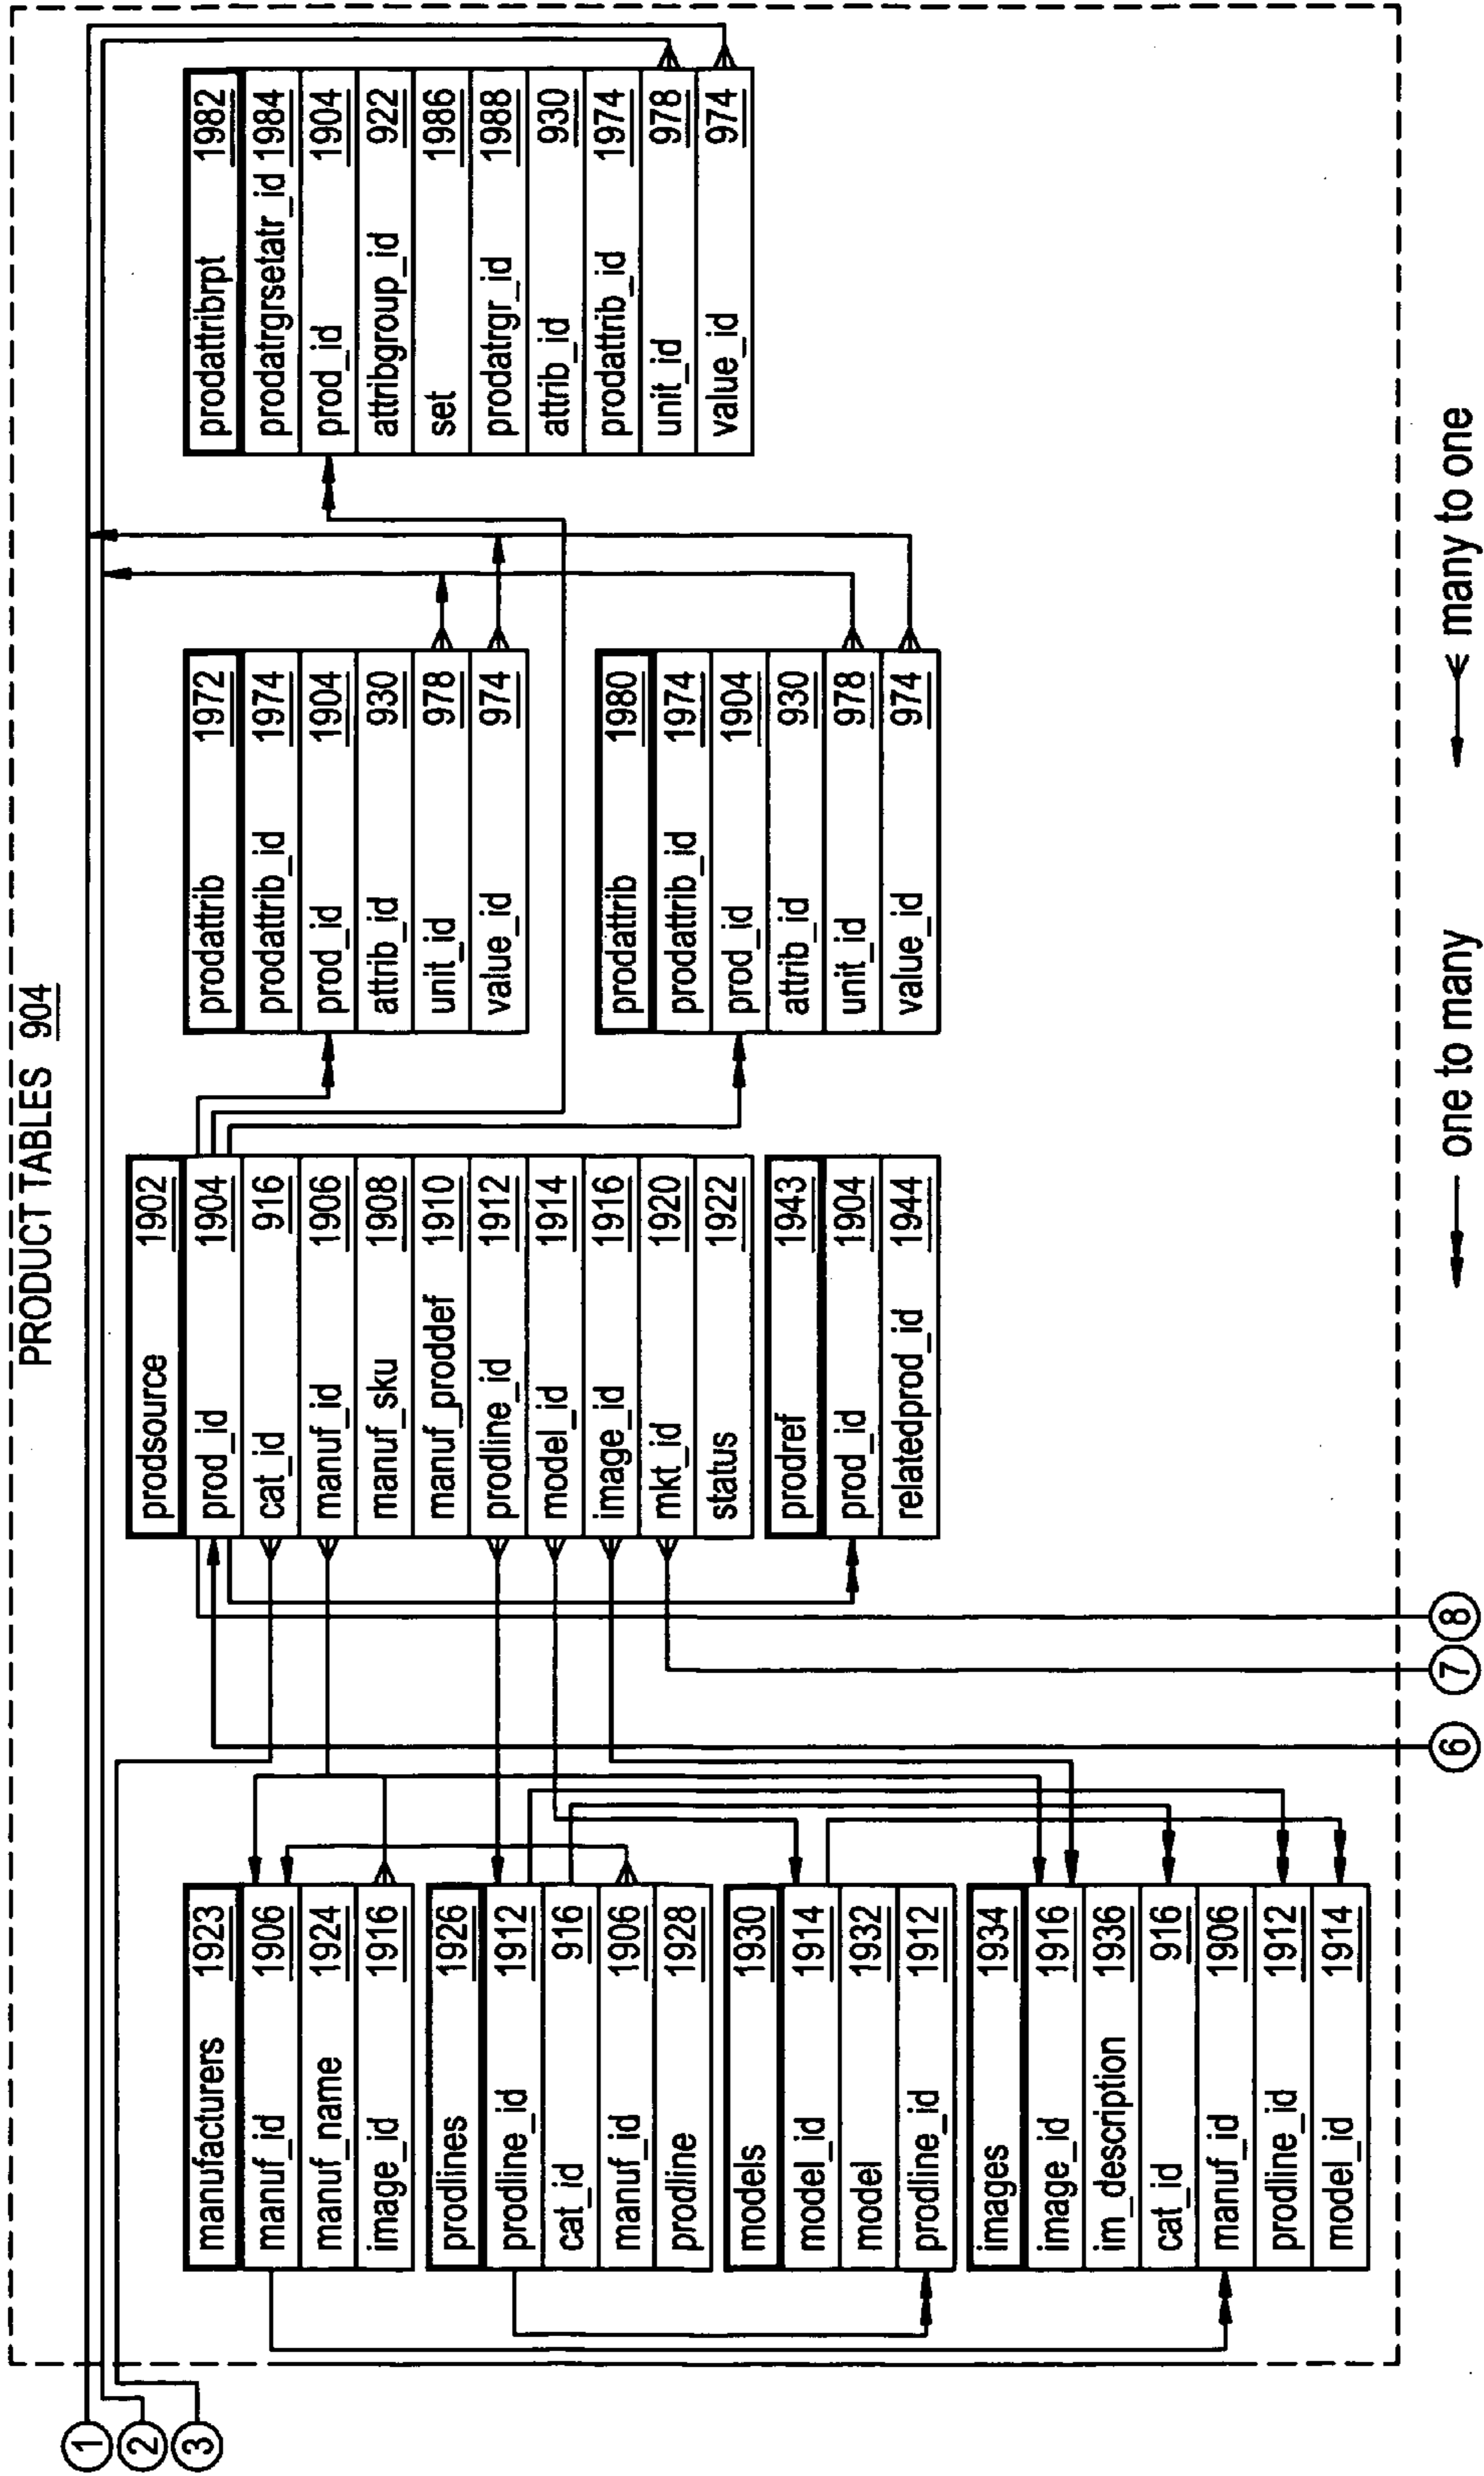 PRODUCT TABLES 904
1
2
3
manufacturers 1923
manuf_id 1906
manuf_name 1924
image_id 1916
prodlines 1926
prodline_id 1912
cat_id 916
manuf_id 1906
prodline 1928
models 1930
model_id 1914
model 1932
prodline_id 1912
images 1934
image_id 1916
im_description 1936
cat_id 916
manuf_id 1906
prodline_id 1912
model_id 1914
prodsource 1902
prod_id 1904
cat_id 916
manuf_id 1906
manuf_sku 1908
manuf_proddef 1910
prodline_id 1912
model_id 1914
image_id 1916
mkt_id 1920
status 1922
prodref 1943
prod_id 1904
relatedprod_id 1944
prodattrib 1972
prodattrib_id 1974
prod_id 1904
attrib_id 930
unit_id 978
value_id 974
prodattrib 1980
prodattrib_id 1974
prod_id 1904
attrib_id 930
unit_id 978
value_id 974
prodattribrpt 1982
prodatrgrsetatr_id 1984
prod_id 1904
attribgroup_id 922
set 1986
prodatrgr_id 1988
attrib_id 930
prodattrib_id 1974
unit_id 978
value_id 974
6
7
8
one to many
many to one